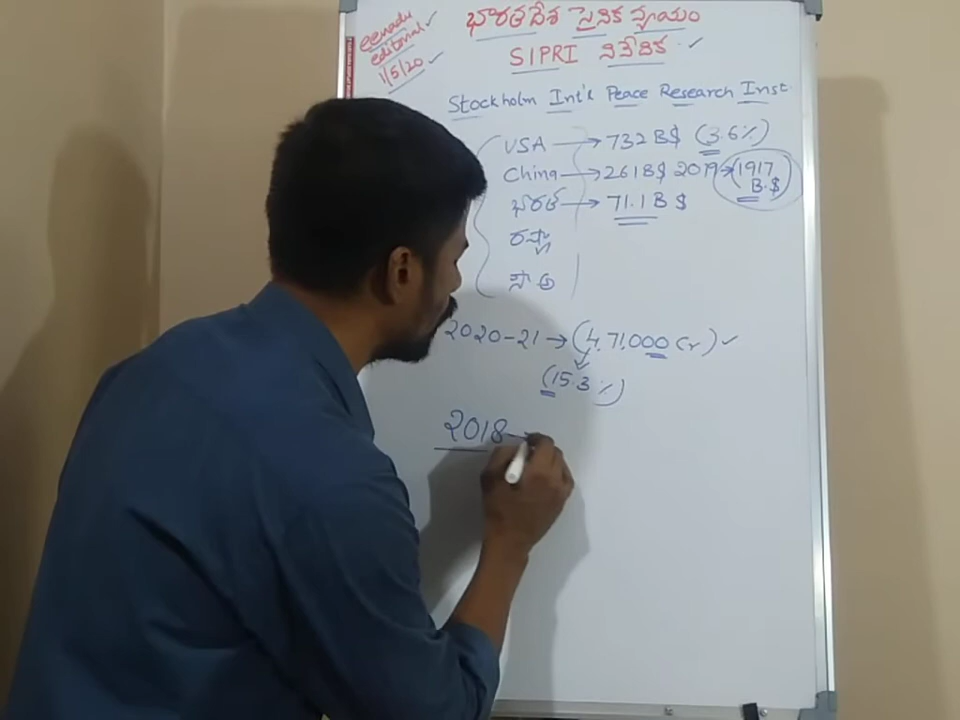 eenadu
editorial
1/5/20
భారతదేశ సైనిక వ్యయం
SIPRI నివేదిక
Stockholm Int'l Peace Research Inst.
USA → 732 B$ (3.6%)
China → 261B$ 2019 → (1917 B.$)
భారత్ → 71.1 B $
రష్యా
సౌ అ
2020-21 → (4,71,000 Cr)
(15.3%)
2018